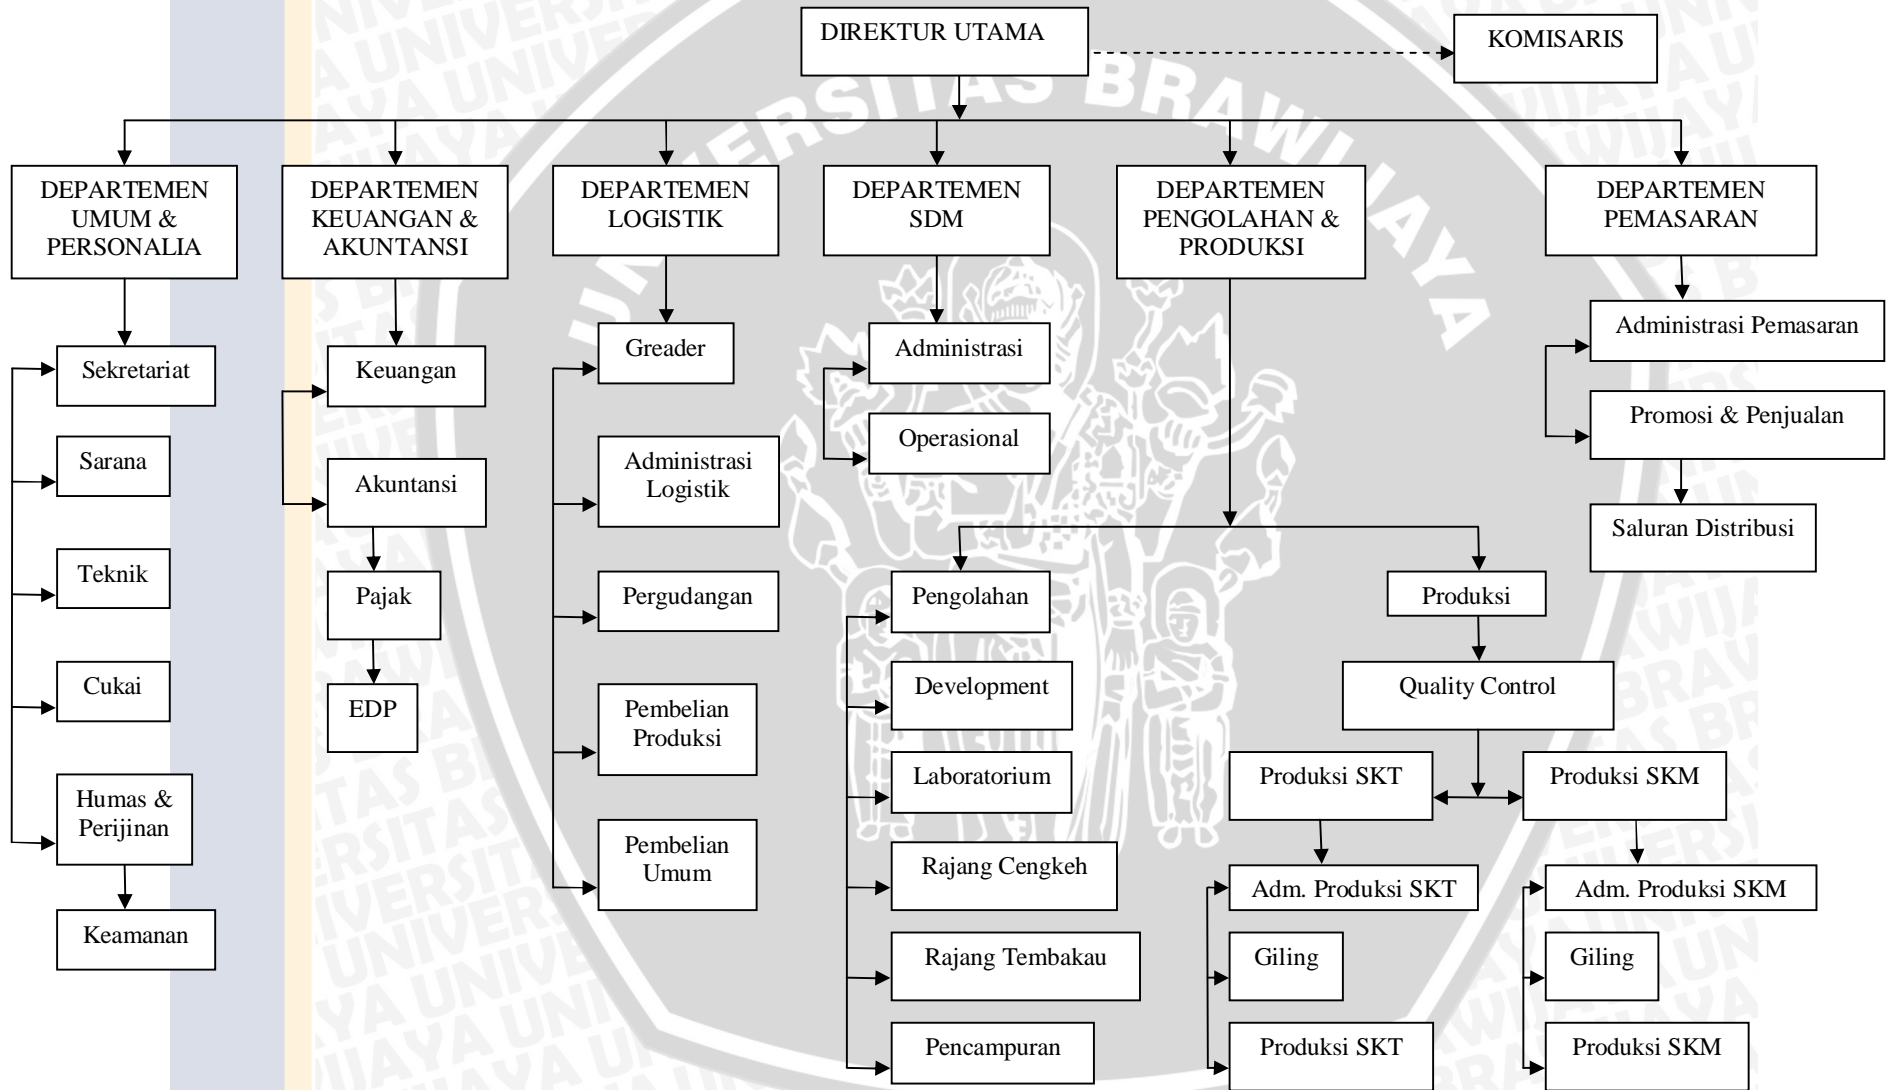 DIREKTUR UTAMA
KOMISARIS
UNIVERSITAS BRAWIJAYA
DEPARTEMEN
UMUM &
PERSONALIA
DEPARTEMEN
KEUANGAN &
AKUNTANSI
DEPARTEMEN
LOGISTIK
DEPARTEMEN
SDM
DEPARTEMEN
PENGOLAHAN &
PRODUKSI
DEPARTEMEN
PEMASARAN
Sekretariat
Sarana
Teknik
Cukai
Humas &
Perijinan
Keamanan
Keuangan
Akuntansi
Pajak
EDP
Greader
Administrasi
Logistik
Pergudangan
Pembelian
Produksi
Pembelian
Umum
Administrasi
Operasional
Pengolahan
Development
Laboratorium
Rajang Cengkeh
Rajang Tembakau
Pencampuran
Produksi
Quality Control
Produksi SKT
Produksi SKM
Adm. Produksi SKT
Giling
Produksi SKT
Adm. Produksi SKM
Giling
Produksi SKM
Administrasi Pemasaran
Promosi & Penjualan
Saluran Distribusi